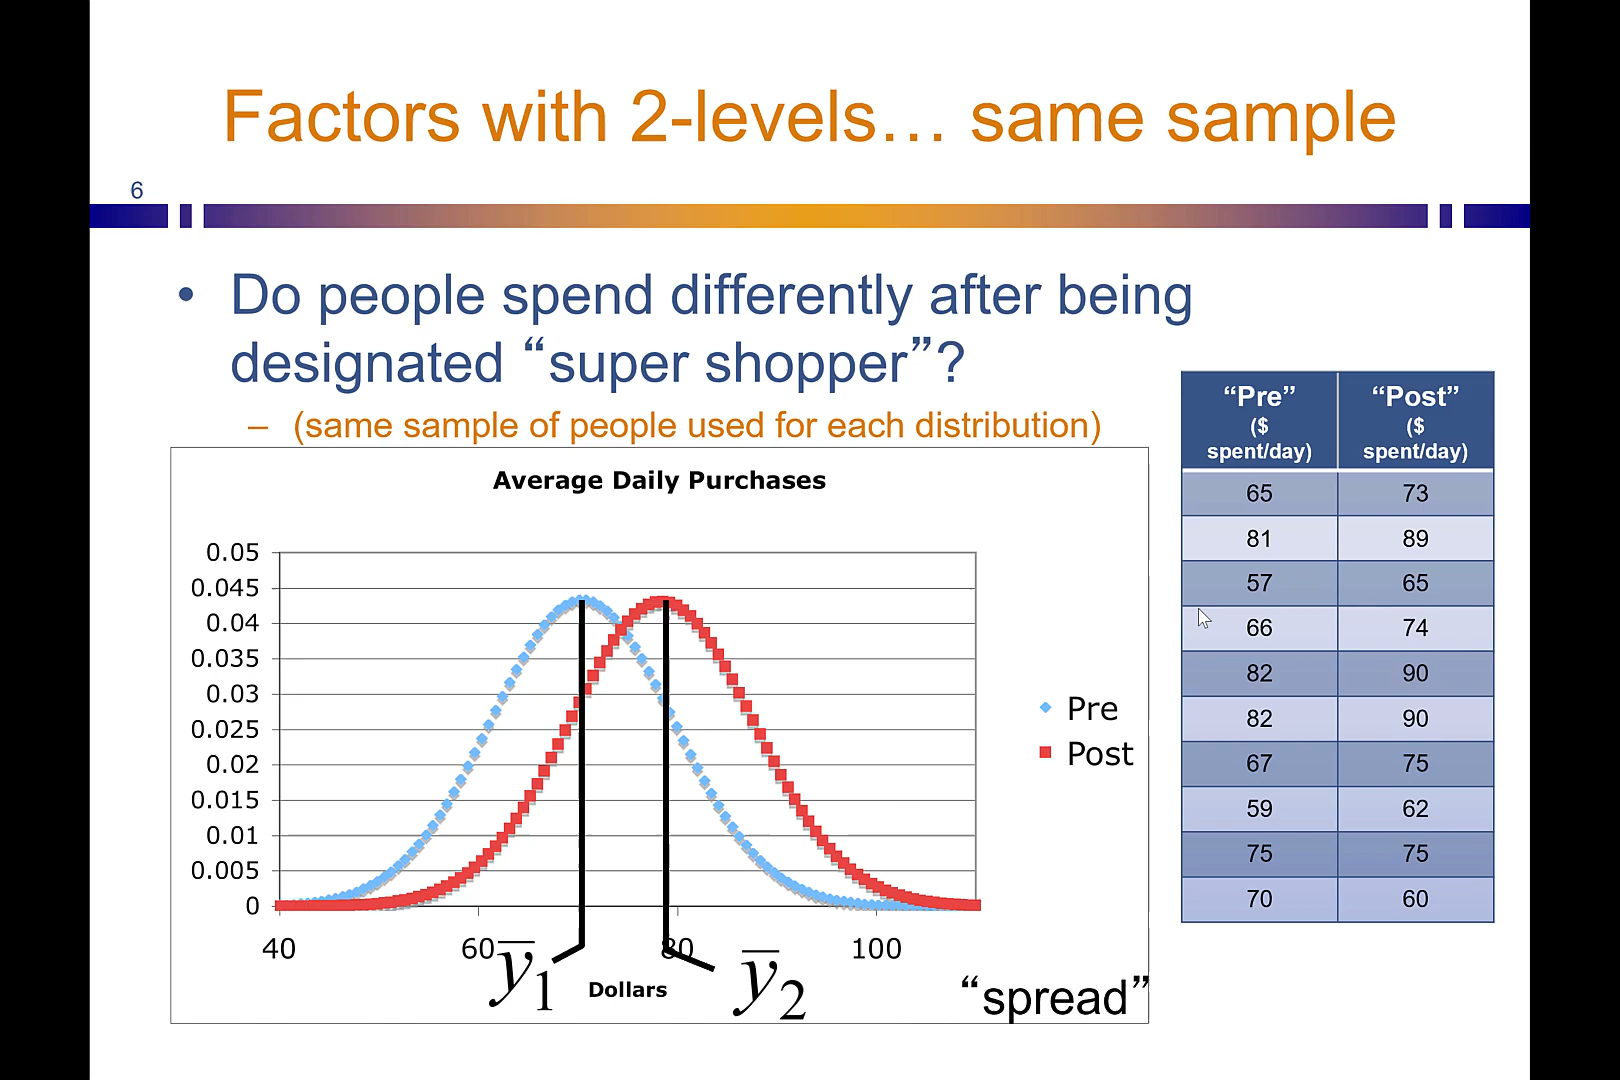 Factors with 2-levels… same sample
6
• Do people spend differently after being
designated “super shopper”?
– (same sample of people used for each distribution)
Average Daily Purchases
0.05
0.045
0.04
0.035
0.03
0.025
0.02
0.015
0.01
0.005
0
40 60 80 100
Dollars
y̅1 y̅2
Pre
Post
“spread”
“Pre” “Post”
($ ($
spent/day) spent/day)
65 73
81 89
57 65
66 74
82 90
82 90
67 75
59 62
75 75
70 60